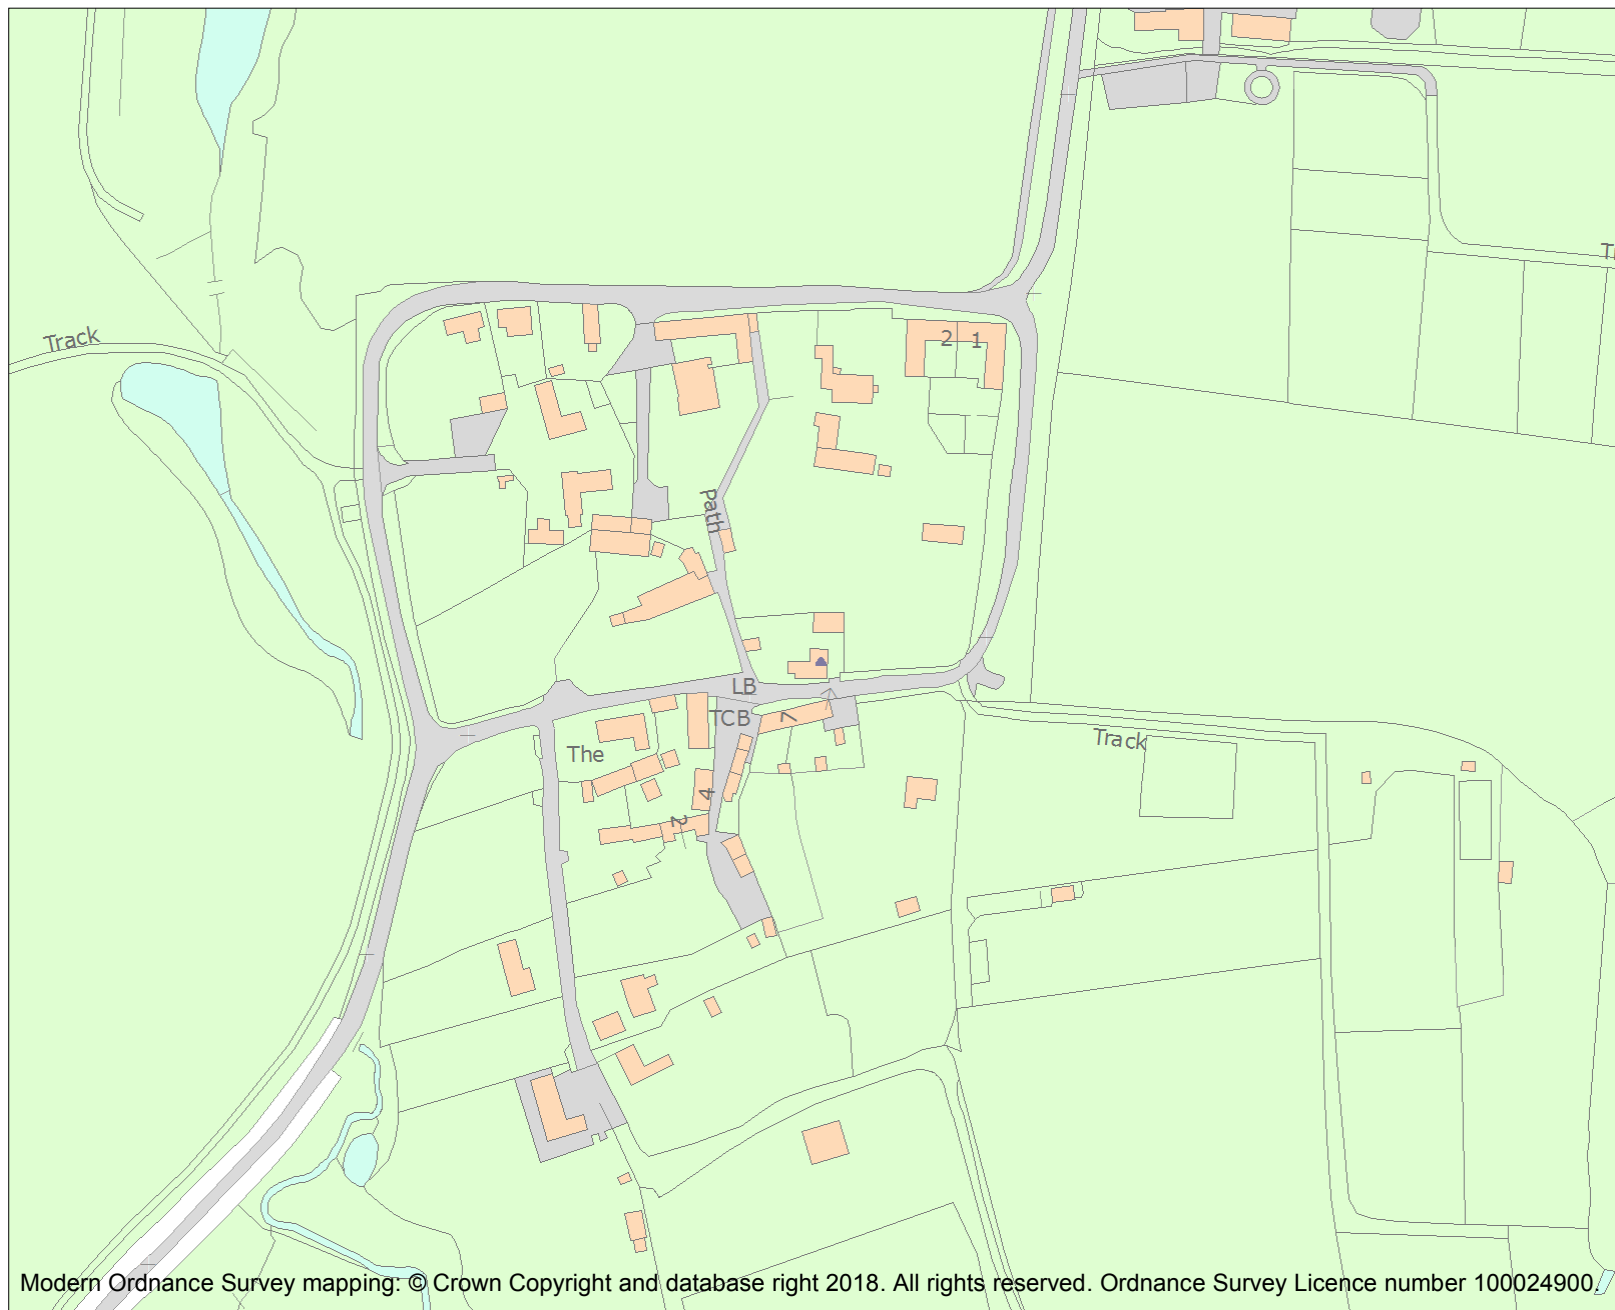 Track
2
1
Path
LB
TCB
7
The
Track
4
2
Modern Ordnance Survey mapping: © Crown Copyright and database right 2018. All rights reserved. Ordnance Survey Licence number 100024900.